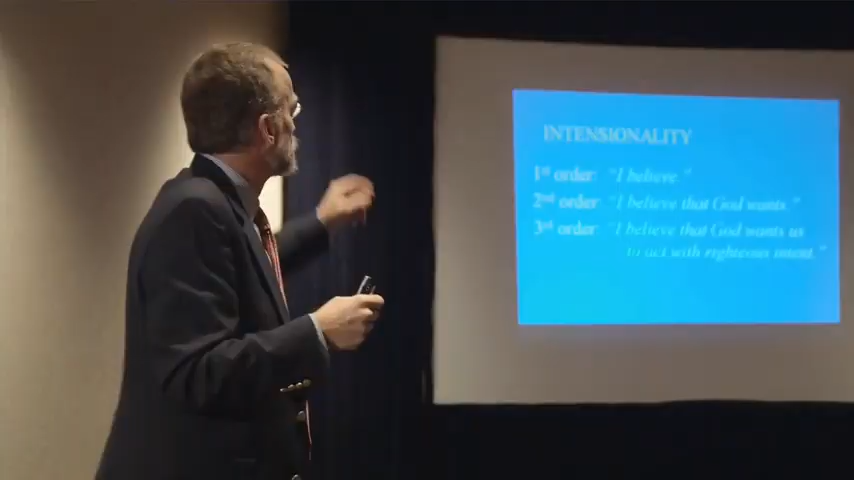 INTENSIONALITY
1st order: "I believe."
2nd order: "I believe that God wants."
3rd order: "I believe that God wants us
to act with righteous intent."